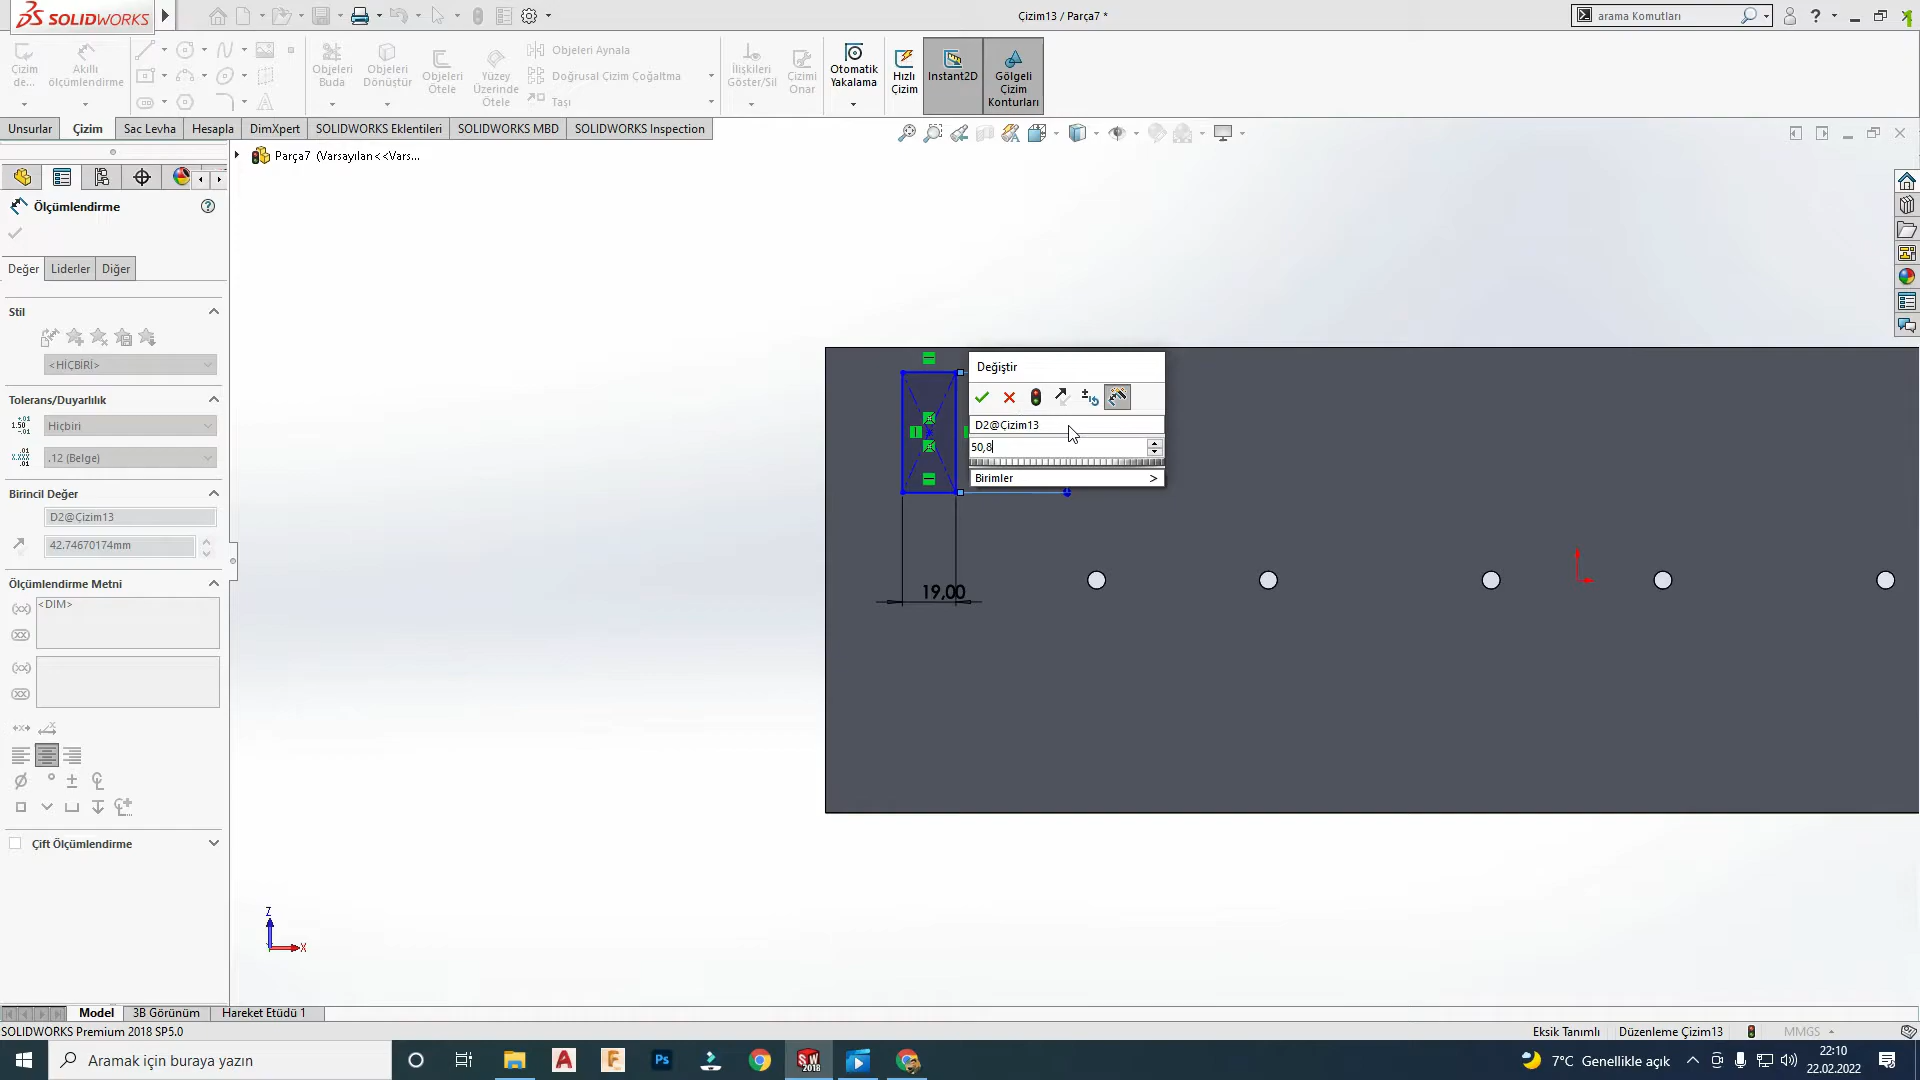 SOLIDWORKS
Çizim13 / Parça7 *
arama Komutları
Çizim de...
Akıllı ölçümlendirme
Objeleri Buda
Objeleri Dönüştür
Objeleri Ötele
Yüzey Üzerinde Ötele
Objeleri Aynala
Doğrusal Çizim Çoğaltma
Taşı
İlişkileri Göster/Sil
Çizimi Onar
Otomatik Yakalama
Hızlı Çizim
Instant2D
Gölgeli Çizim Konturları
Unsurlar
Çizim
Sac Levha
Hesapla
DimXpert
SOLIDWORKS Eklentileri
SOLIDWORKS MBD
SOLIDWORKS Inspection
Parça7 (Varsayılan<<Vars...
Ölçümlendirme
Değer
Liderler
Diğer
Stil
<HİÇBİRİ>
Tolerans/Duyarlılık
Hiçbiri
.12 (Belge)
Birincil Değer
D2@Çizim13
42.74670174mm
Ölçümlendirme Metni
<DIM>
Çift Ölçümlendirme
Değiştir
D2@Çizim13
50,8
Birimler
19,00
Z
X
Model
3B Görünüm
Hareket Etüdü 1
SOLIDWORKS Premium 2018 SP5.0
Eksik Tanımlı
Düzenleme Çizim13
MMGS
Aramak için buraya yazın
7°C Genellikle açık
22:10
22.02.2022